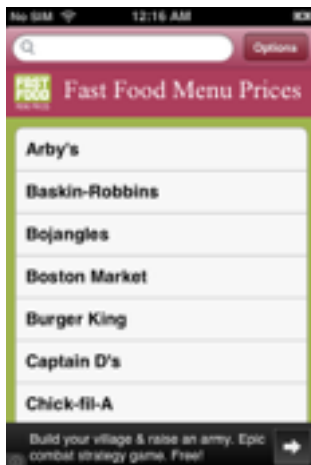 No SIM 12:16 AM
Options
FAST FOOD Fast Food Menu Prices
Arby's
Baskin-Robbins
Bojangles
Boston Market
Burger King
Captain D's
Chick-fil-A
Build your village & raise an army. Epic
combat strategy game. Free!